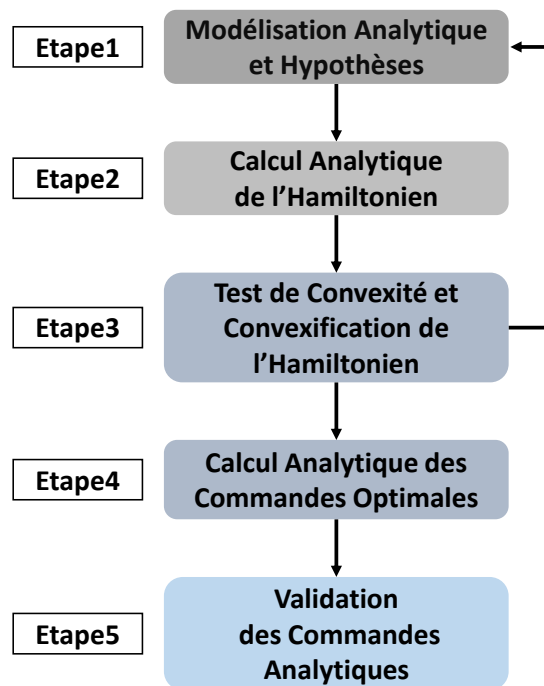 Etape1
Modélisation Analytique
et Hypothèses
Etape2
Calcul Analytique
de l'Hamiltonien
Etape3
Test de Convexité et
Convexification de
l'Hamiltonien
Etape4
Calcul Analytique des
Commandes Optimales
Etape5
Validation
des Commandes
Analytiques